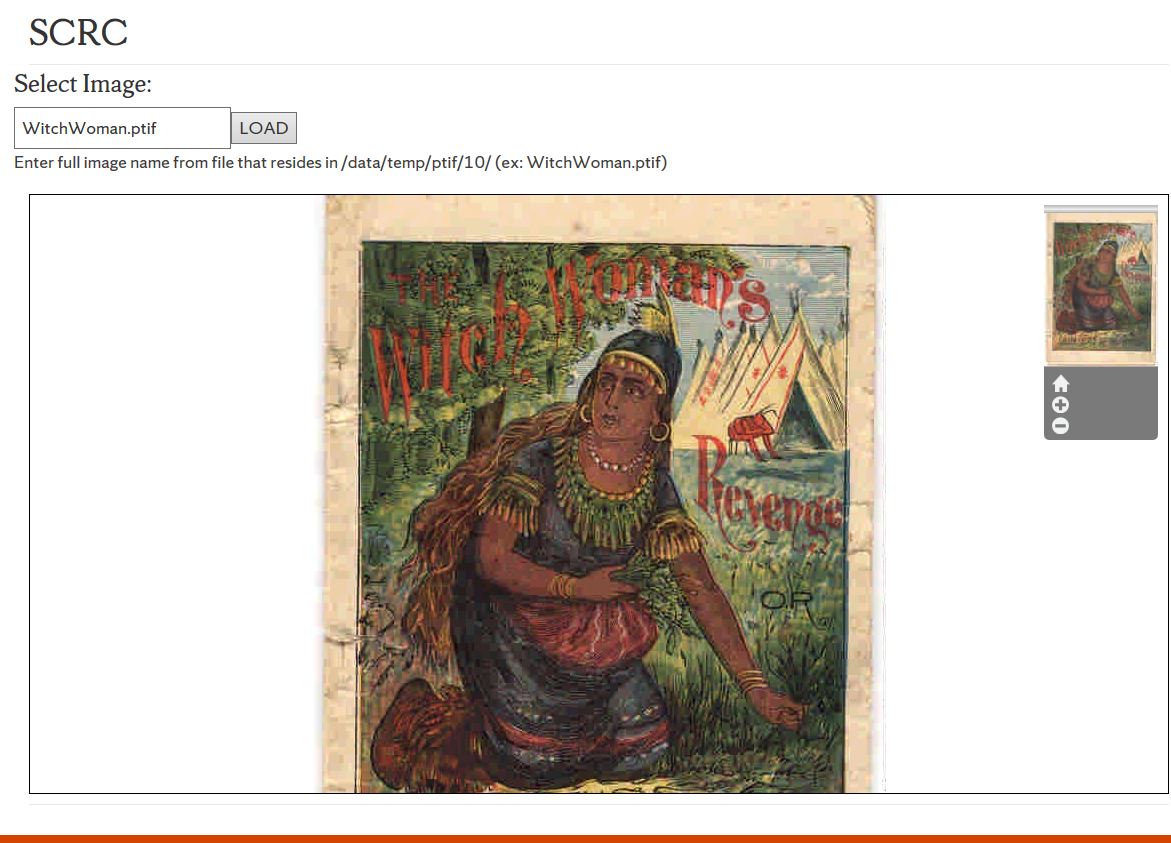 SCRC
Select Image:
WitchWoman.ptif
LOAD
Enter full image name from file that resides in /data/temp/ptif/10/ (ex: WitchWoman.ptif)
THE
Witch Woman's
Revenge
OR